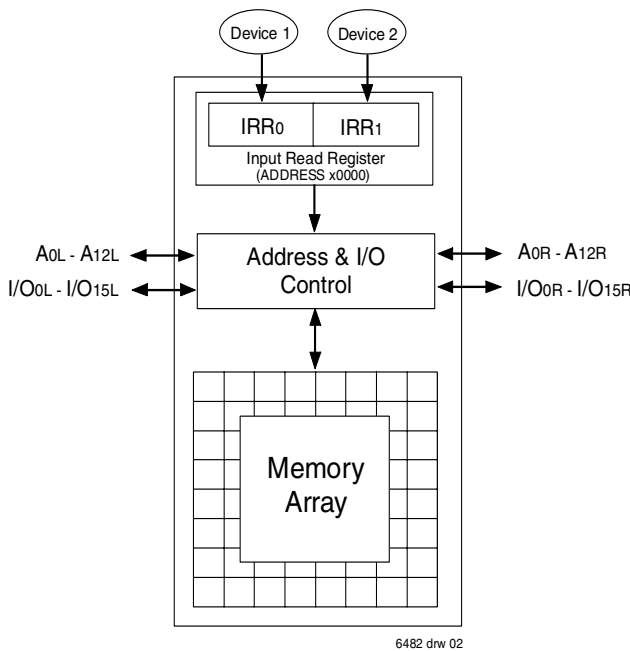 Device 1
Device 2
IRR0
IRR1
Input Read Register
(ADDRESS x0000)
A0L - A12L
Address & I/O
Control
A0R - A12R
I/O0L - I/O15L
I/O0R - I/O15R
Memory
Array
6482 drw 02